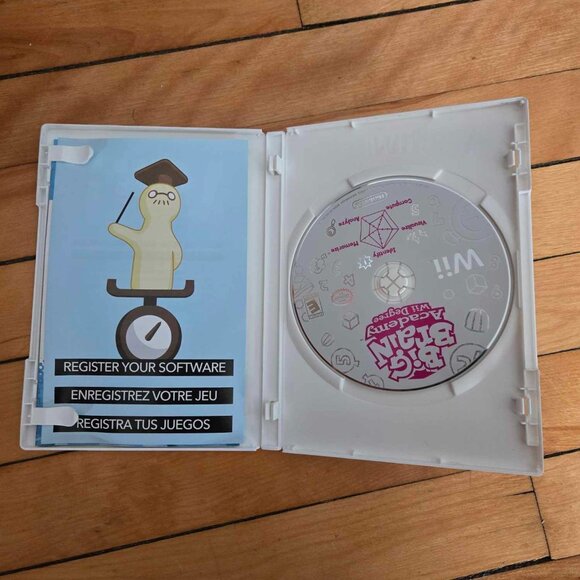 REGISTER YOUR SOFTWARE
ENREGISTREZ VOTRE JEU
REGISTRA TUS JUEGOS
Wii
BIG
BRAIN
Academy
Wii Degree
Identify
Memorize
Analyze
Compute
Visualize